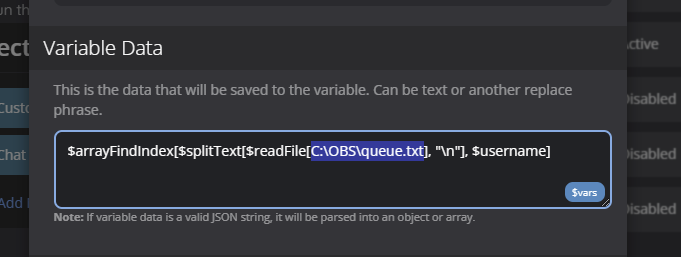 un th
ect
Variable Data
ctive
This is the data that will be saved to the variable. Can be text or another replace
phrase.
Custo
Disabled
$arrayFindIndex[$splitText[$readFile[C:\OBS\queue.txt], "\n"], $username]
Chat
Disabled
$vars
Add
Note: If variable data is a valid JSON string, it will be parsed into an object or array.
isabled